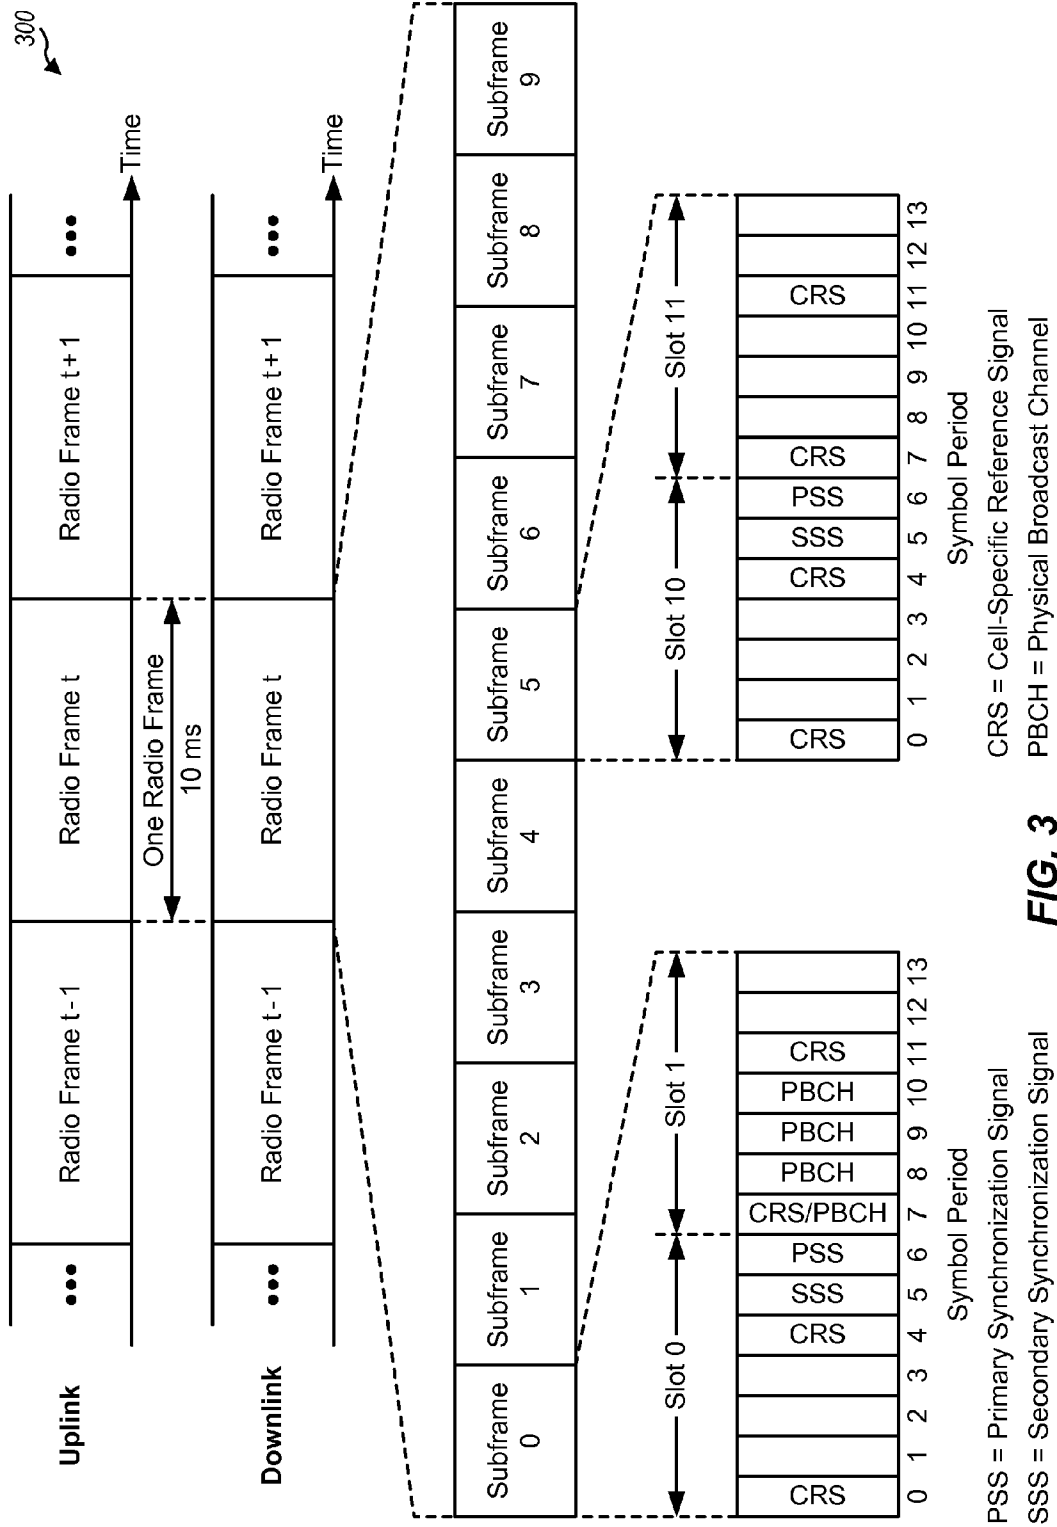 300
Uplink
••• Radio Frame t - 1 Radio Frame t Radio Frame t + 1 •••
Time
One Radio Frame
10 ms
Downlink
••• Radio Frame t - 1 Radio Frame t Radio Frame t + 1 •••
Time
Subframe Subframe Subframe Subframe Subframe Subframe Subframe Subframe Subframe Subframe
0 1 2 3 4 5 6 7 8 9
Slot 0 Slot 1 Slot 10 Slot 11
CRS CRS SSS PSS CRS/PBCH PBCH PBCH PBCH CRS
CRS CRS SSS PSS CRS CRS
0 1 2 3 4 5 6 7 8 9 10 11 12 13
0 1 2 3 4 5 6 7 8 9 10 11 12 13
Symbol Period Symbol Period
PSS = Primary Synchronization Signal
SSS = Secondary Synchronization Signal
CRS = Cell-Specific Reference Signal
PBCH = Physical Broadcast Channel
FIG. 3